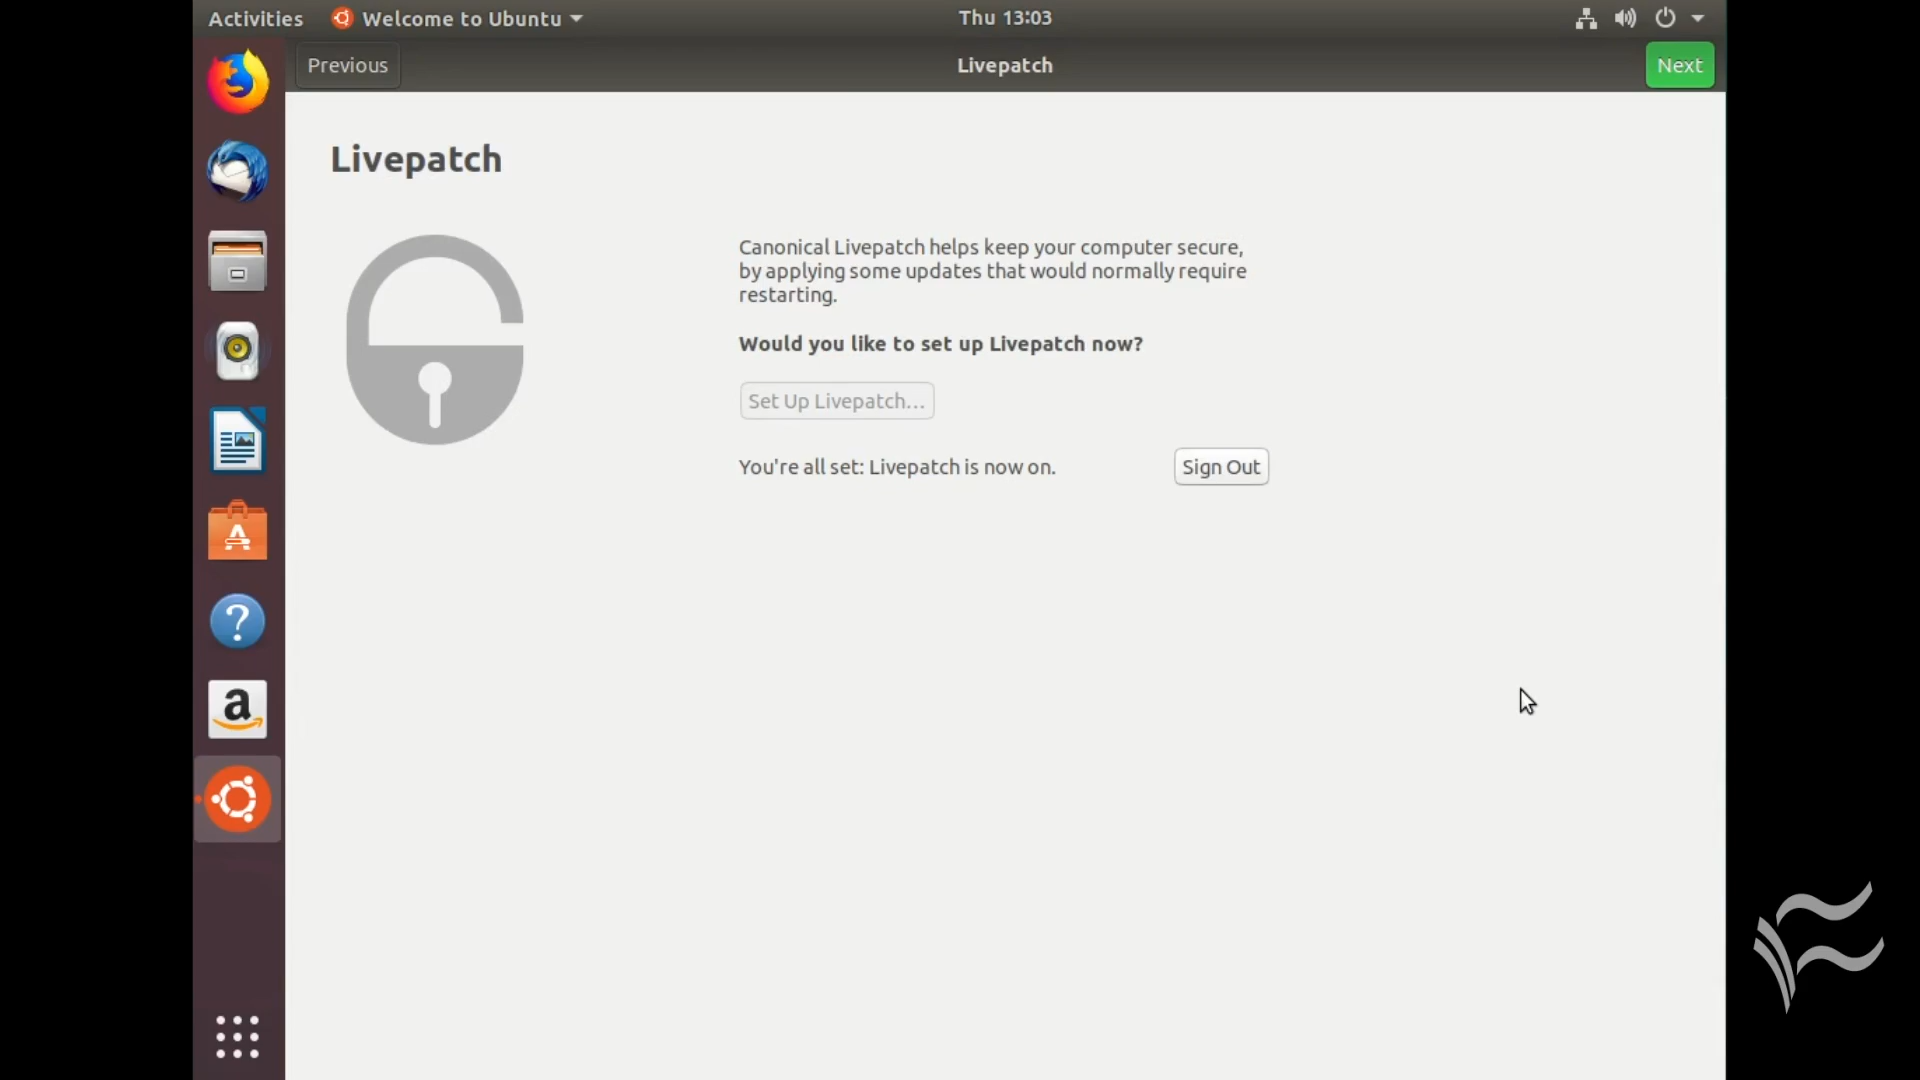 Activities
Welcome to Ubuntu
Thu 13:03
Previous
Livepatch
Next
Livepatch
Canonical Livepatch helps keep your computer secure,
by applying some updates that would normally require
restarting.
Would you like to set up Livepatch now?
Set Up Livepatch...
You're all set: Livepatch is now on.
Sign Out